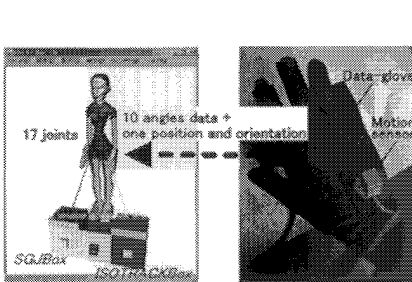 17 joints
10 angles data +
one position and orientation
Data-glove
Motion
sensor
SGJBox
ISOTRACKBox